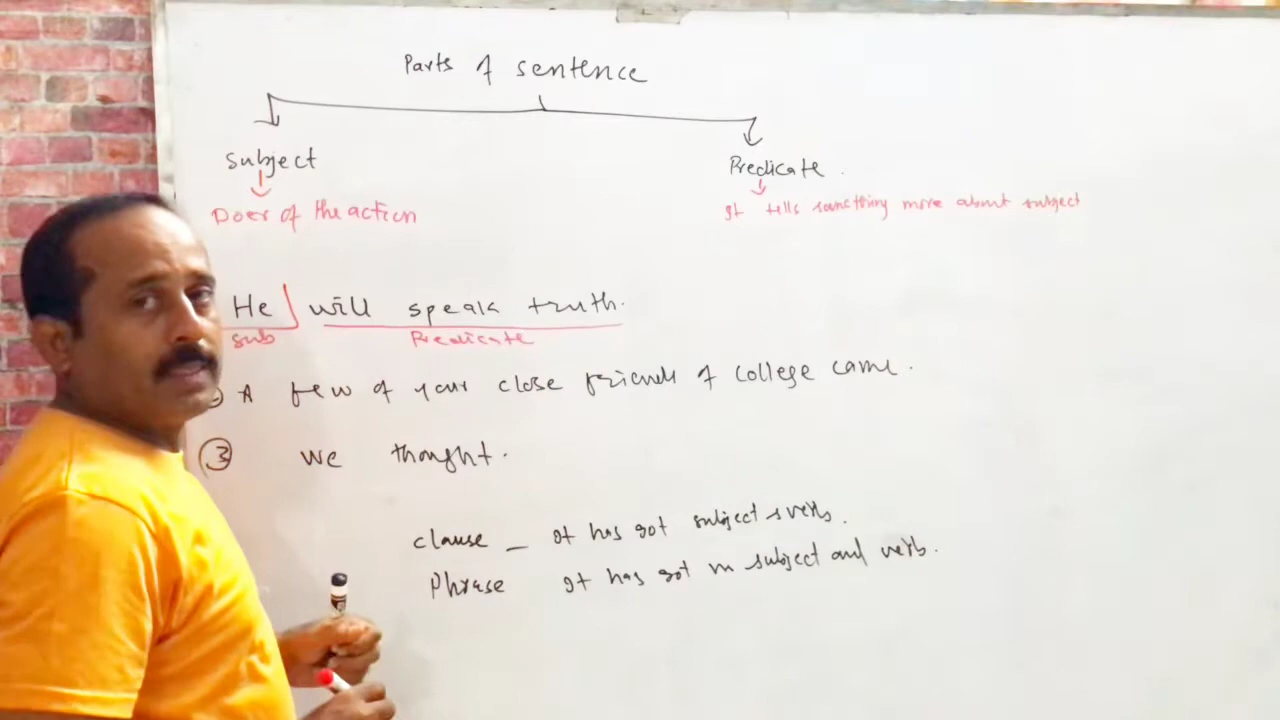 Parts of sentence
Subject
Predicate.
Doer of the action
It tells something more about subject
He will speak truth.
sub Predicate
A few of your close friends of college came.
③ we thought.
clause - It has got subject & verb.
Phrase It has got no subject and verb.